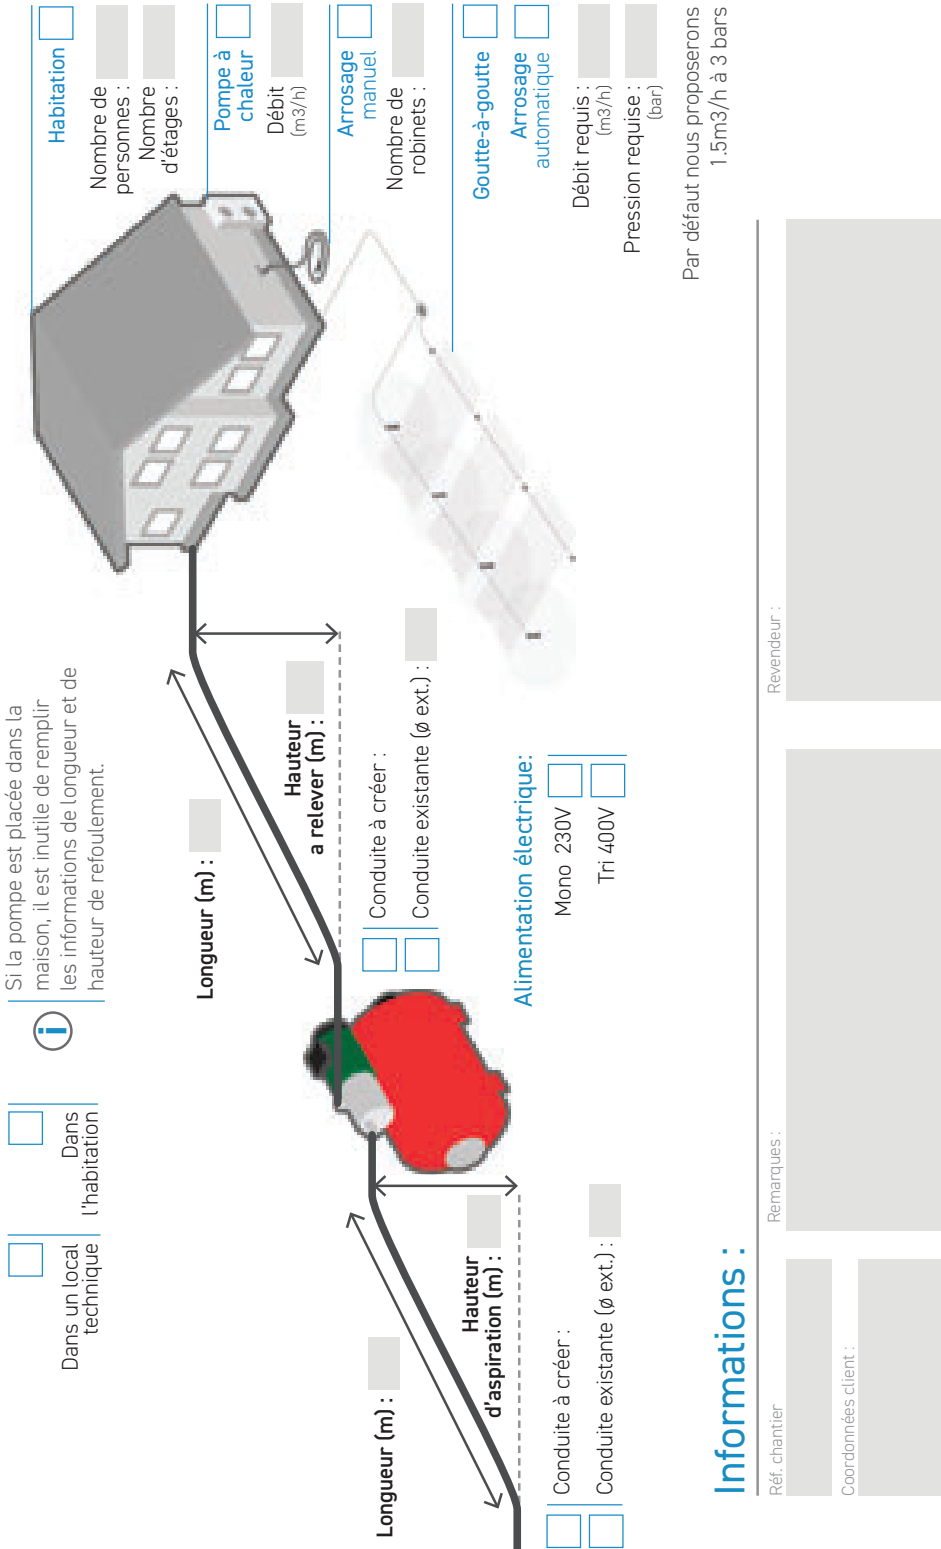 Dans un local
technique
Dans
l'habitation
i
Si la pompe est placée dans la
maison, il est inutile de remplir
les informations de longueur et de
hauteur de refoulement.
Longueur (m) :
Hauteur
d'aspiration (m) :
Conduite à créer :
Conduite existante (ø ext.) :
Longueur (m) :
Hauteur
a relever (m) :
Conduite à créer :
Conduite existante (ø ext.) :
Alimentation électrique:
Mono 230V
Tri 400V
Habitation
Nombre de
personnes :
Nombre
d'étages :
Pompe à
chaleur
Débit
(m3/h)
Arrosage
manuel
Nombre de
robinets :
Goutte-à-goutte
Arrosage
automatique
Débit requis :
(m3/h)
Pression requise :
(bar)
Par défaut nous proposerons
1.5m3/h à 3 bars
Informations :
Réf. chantier
Coordonnées client :
Remarques :
Revendeur :